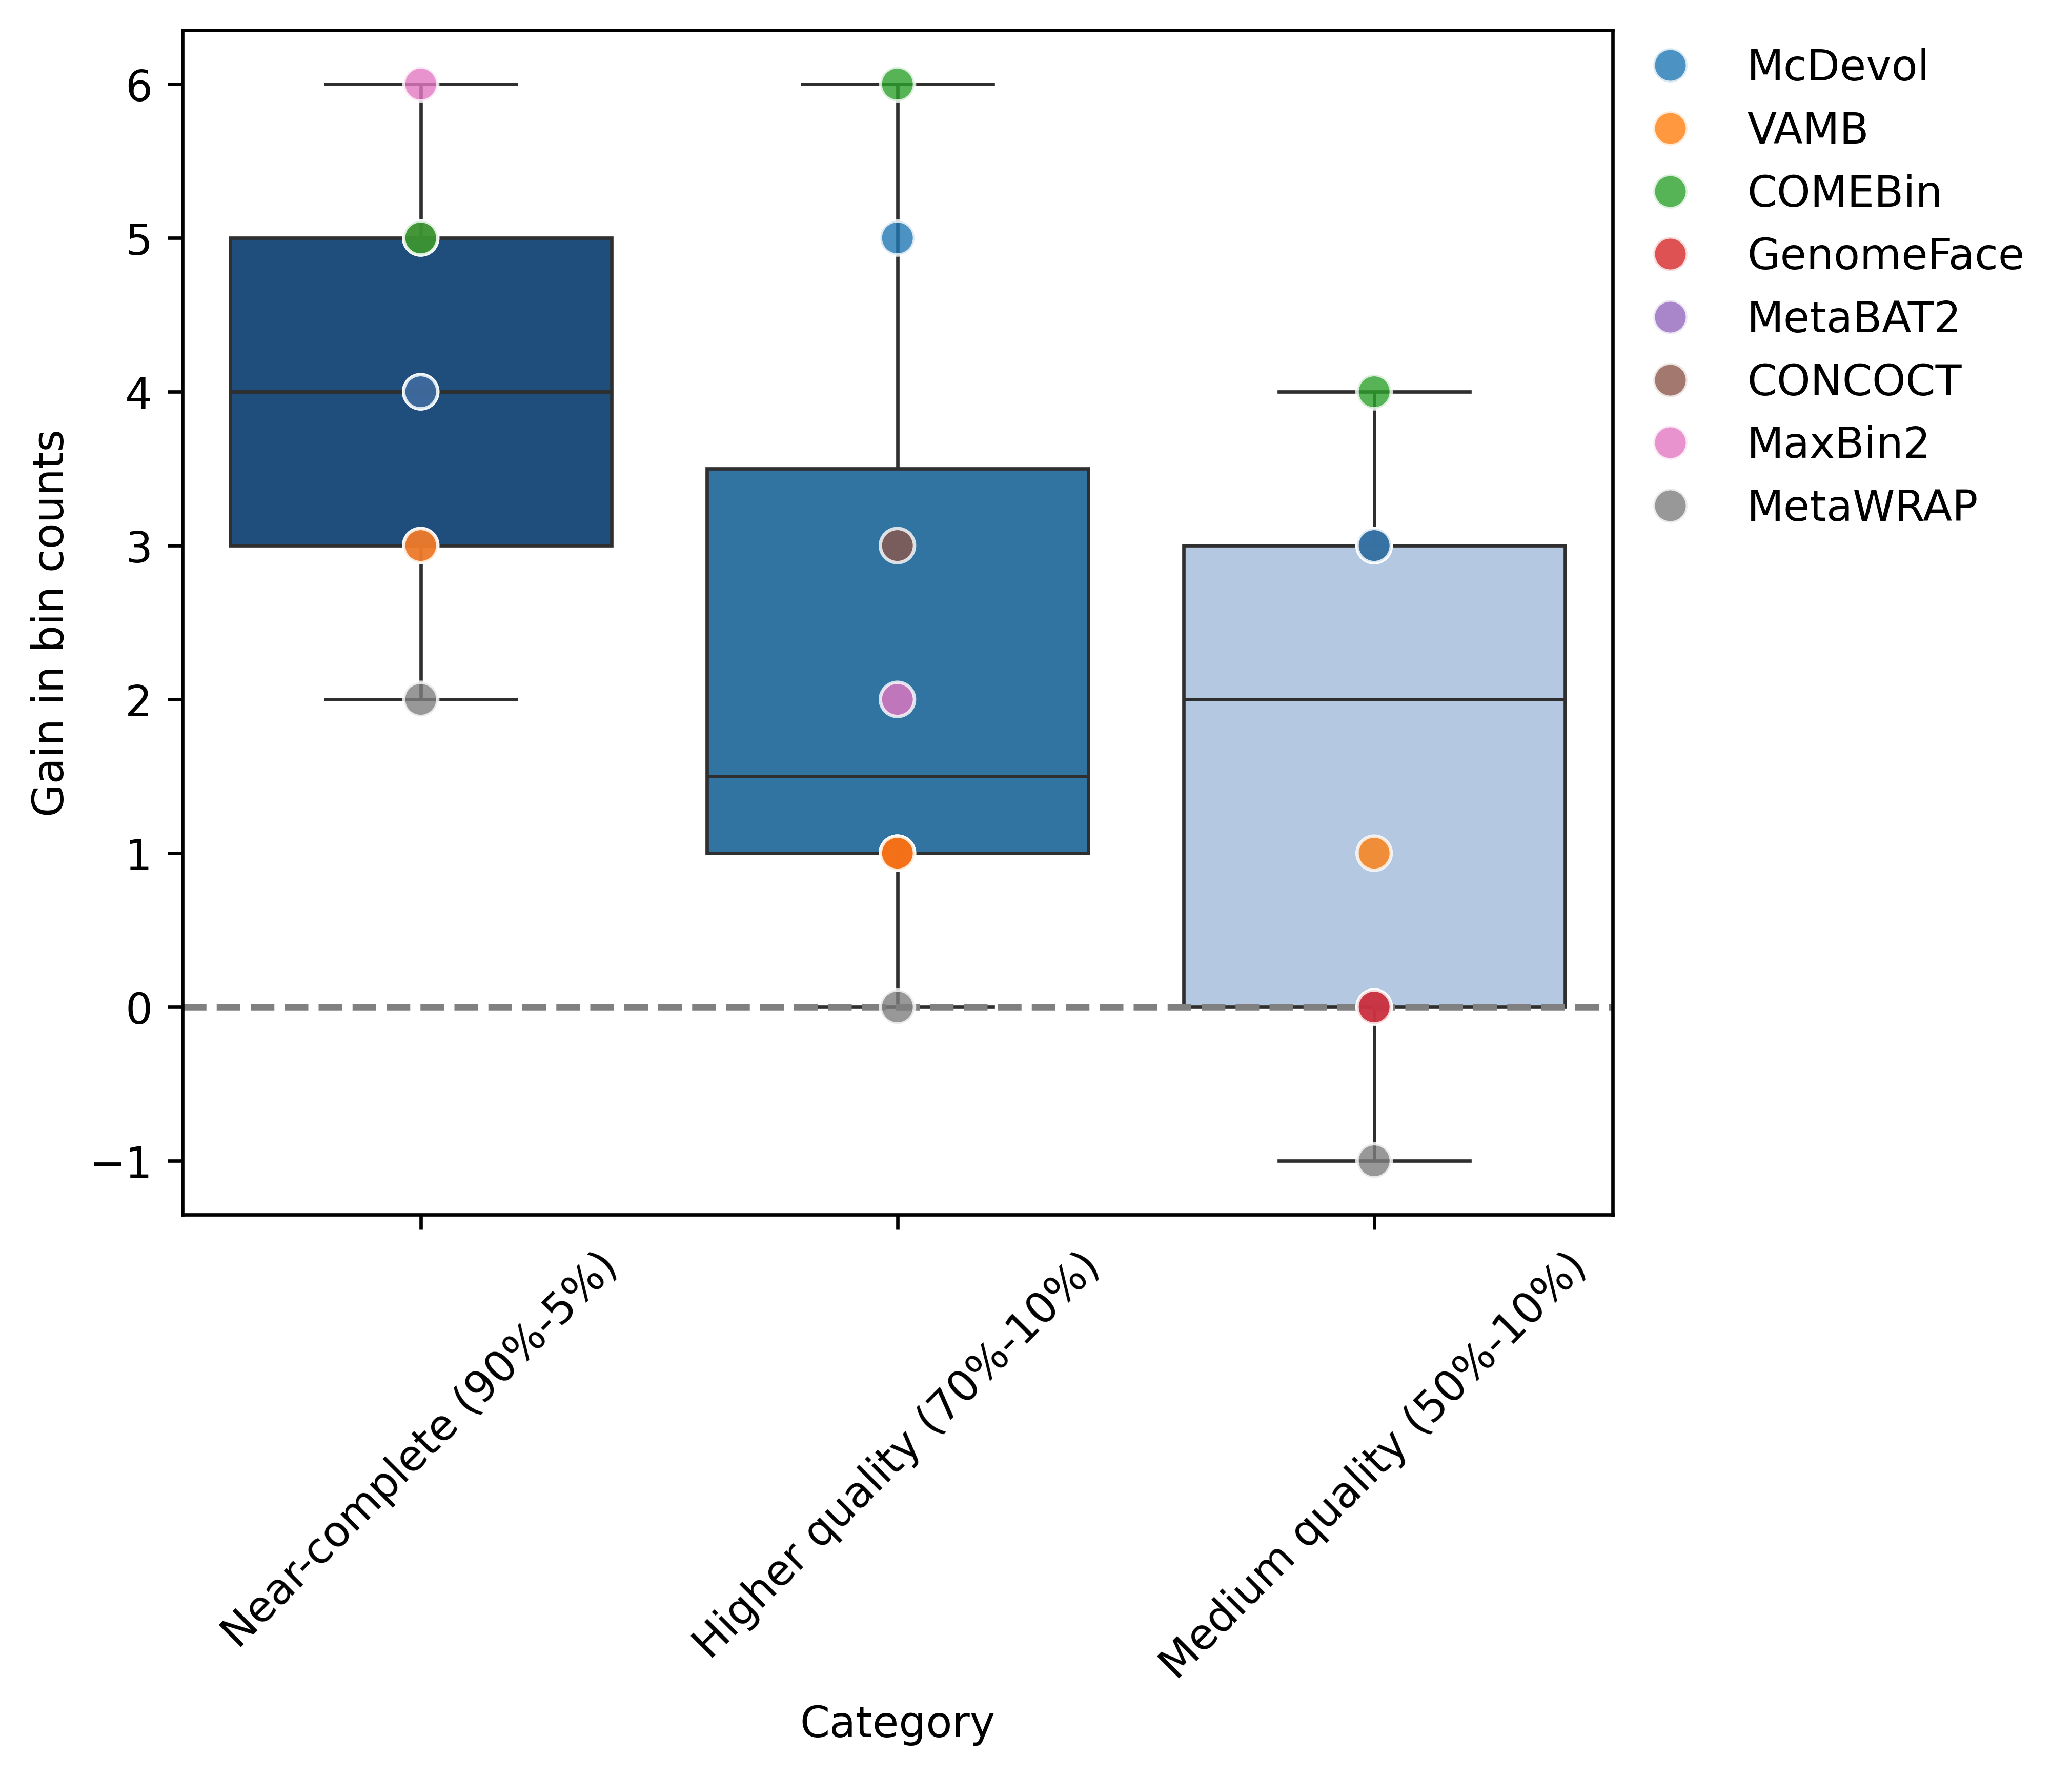 Gain in bin counts
6
5
4
3
2
1
0
−1
Near-complete (90%-5%)
Higher quality (70%-10%)
Medium quality (50%-10%)
Category
McDevol
VAMB
COMEBin
GenomeFace
MetaBAT2
CONCOCT
MaxBin2
MetaWRAP